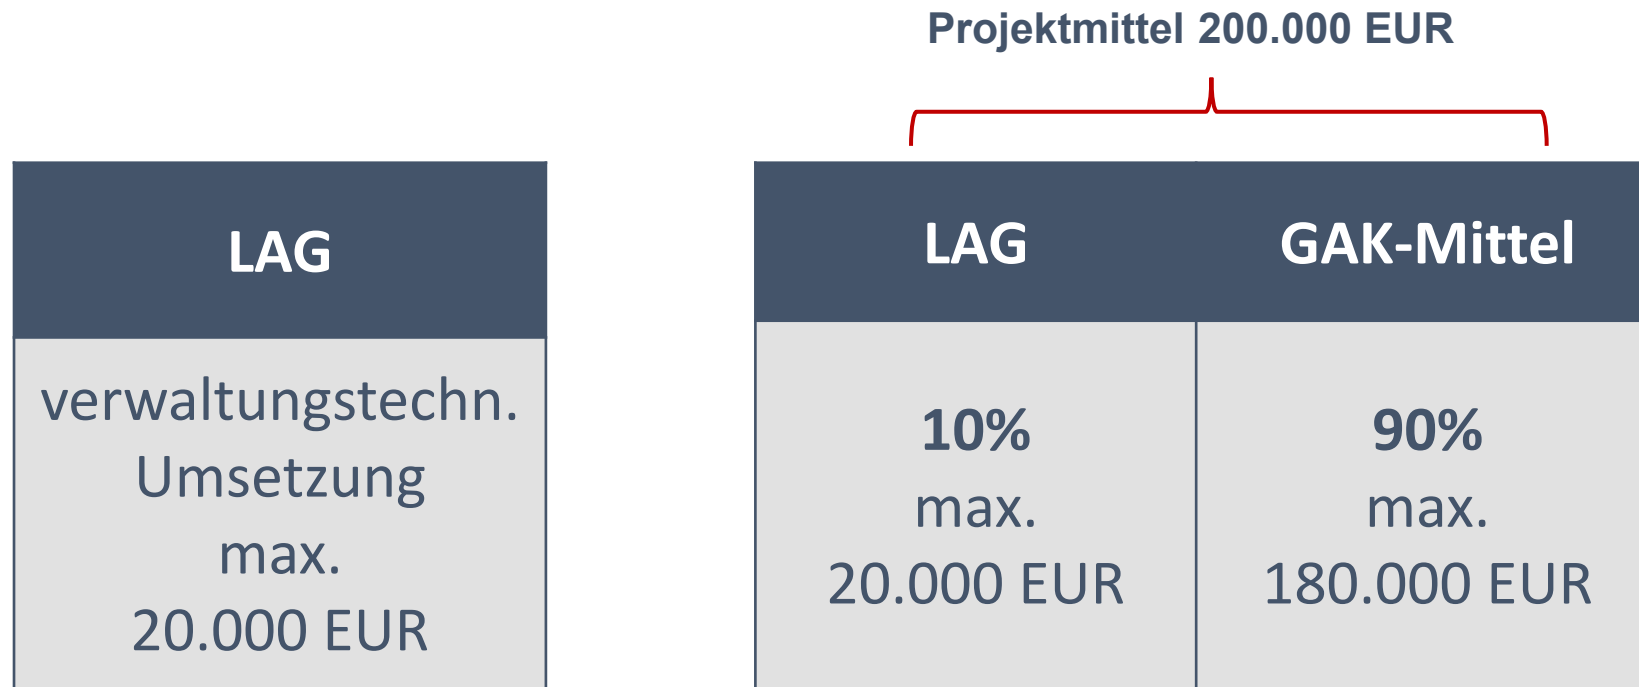 Projektmittel 200.000 EUR
LAG
verwaltungstechn.
Umsetzung
max.
20.000 EUR
LAG
GAK-Mittel
10%
max.
20.000 EUR
90%
max.
180.000 EUR